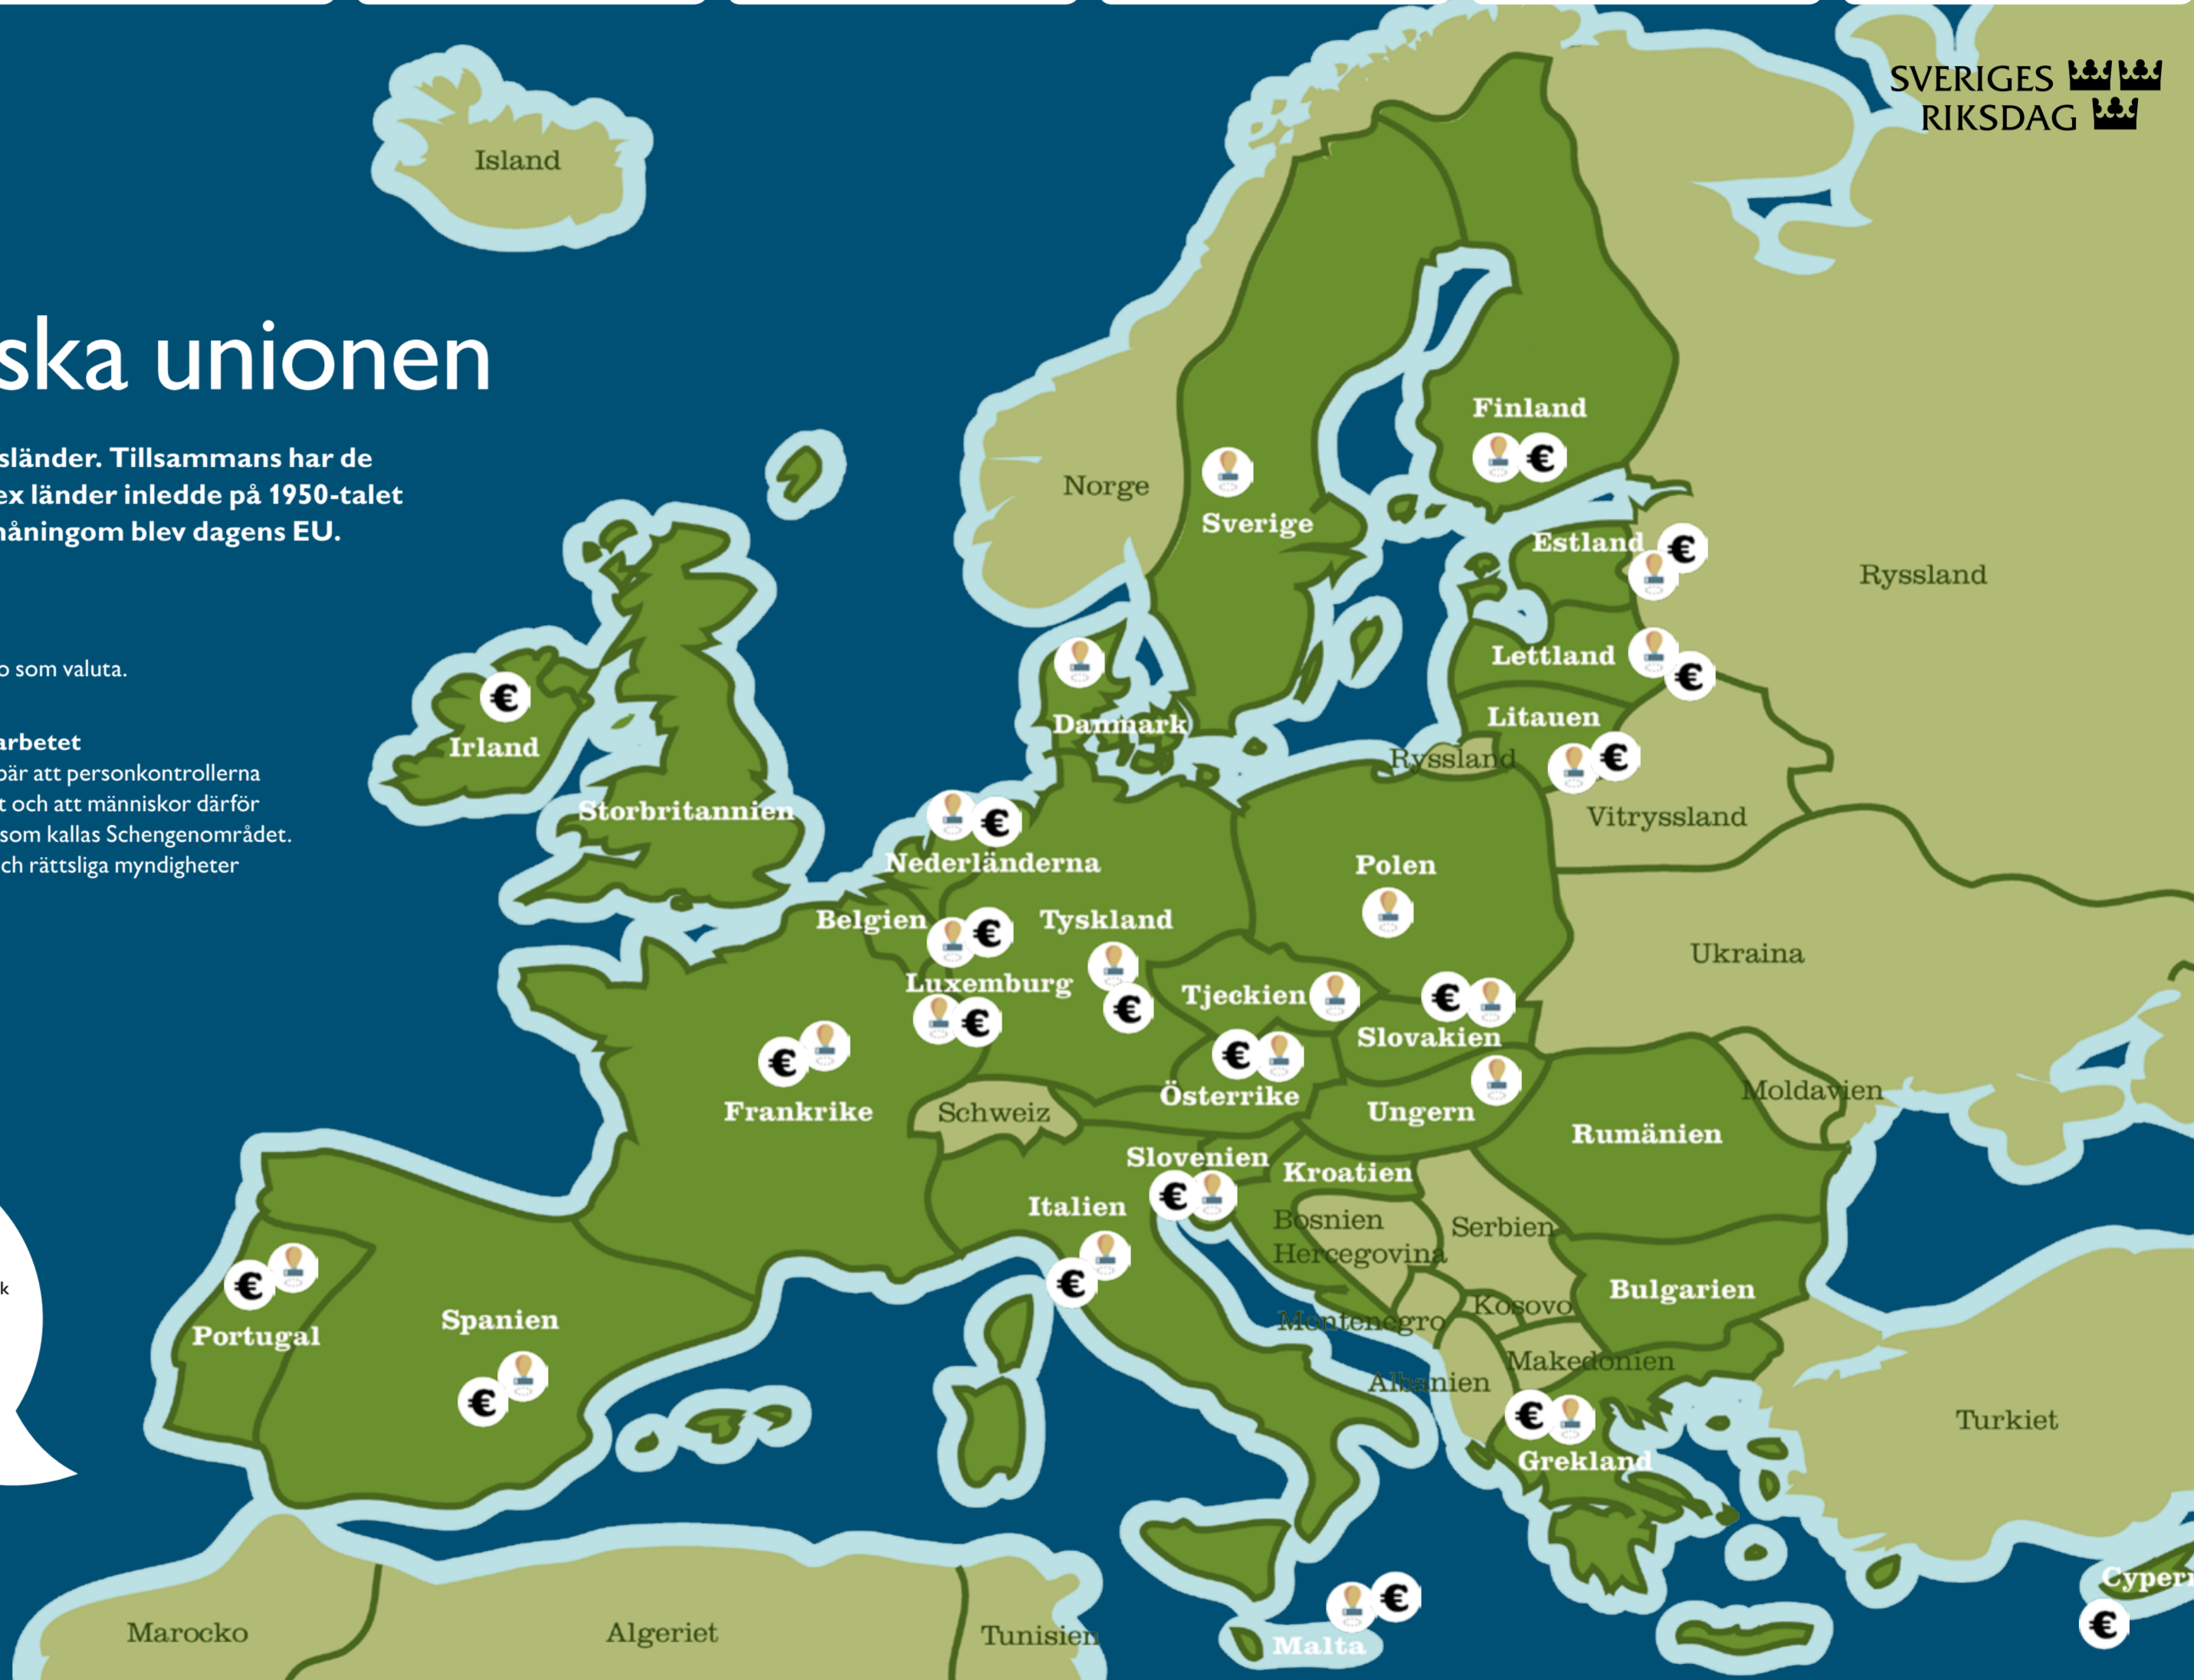 SVERIGES
RIKSDAG
Island
ska unionen
sländer. Tillsammans har de
ex länder inledde på 1950-talet
måningom blev dagens EU.
o som valuta.
arbetet
bär att personkontrollerna
t och att människor därför
som kallas Schengenområdet.
ch rättsliga myndigheter
k
Finland
€
Norge
Sverige
Estland
€
Ryssland
Lettland
€
€
Irland
Danmark
Litauen
€
Ryssland
Storbritannien
Vitryssland
€
Nederländerna
Polen
Belgien
€
Tyskland
Ukraina
Luxemburg
€
€
Tjeckien
€
Slovakien
€
€
Österrike
Frankrike
Schweiz
Ungern
Moldavien
Rumänien
Slovenien
€
Kroatien
Italien
€
Bosnien
Hercegovina
Serbien
€
Portugal
Spanien
€
Montenegro
Kosovo
Bulgarien
Makedonien
Albanien
€
Grekland
Turkiet
Cypern
€
€
Malta
Marocko
Algeriet
Tunisien